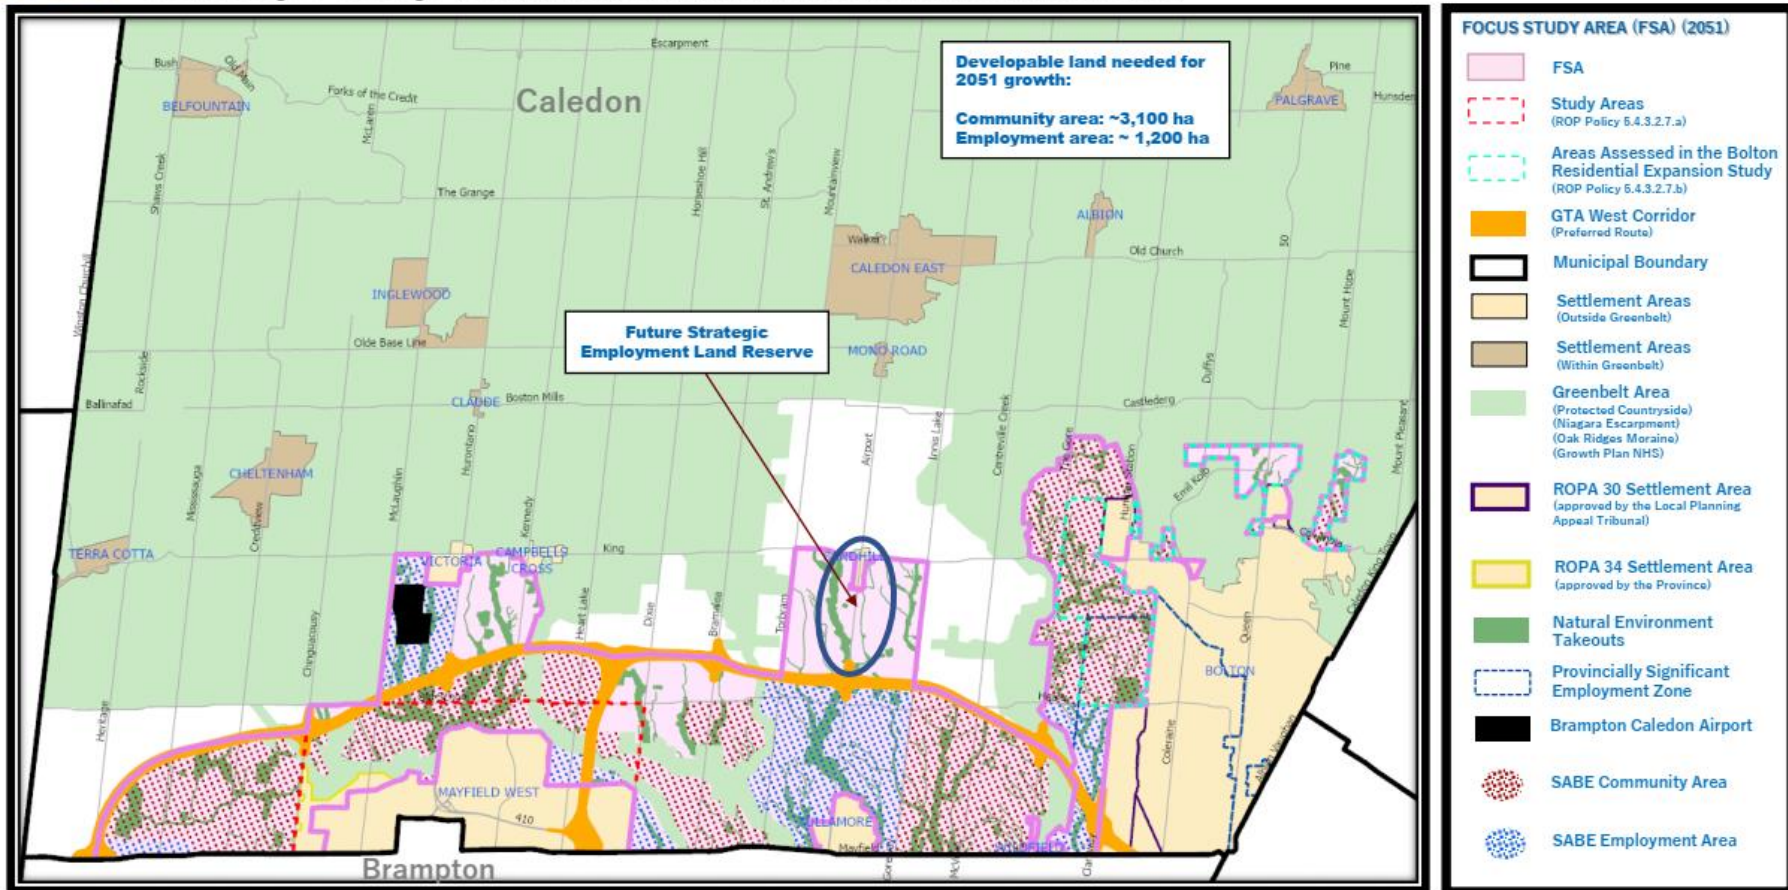 Escarpment
Bush
Old Main
BELFOUNTAIN
Forks of the Credit
McLaren
Caledon
Developable land needed for
2051 growth:
Community area: ~3,100 ha
Employment area: ~ 1,200 ha
Pine
PALGRAVE
Hunsden
Shaws Creek
The Grange
Horseshoe Hill
St. Andrew's
Mountainview
ALBION
Walker
Old Church
50
CALEDON EAST
Winston Churchill
INGLEWOOD
Mount Hope
Olde Base Line
Future Strategic
Employment Land Reserve
MONO ROAD
Rockside
Duffys
Ballinafad
CLAUDE
Boston Mills
Castlederg
Airport
Innis Lake
Centreville Creek
The Gore
Mount Pleasant
Hurontario
McLaughlin
CHELTENHAM
Mississauga
Creditview
Kennedy
Emil Kolb
Columbia
TERRA COTTA
VICTORIA
CAMPBELLS
CROSS
King
Caledon King Town
Chinguacousy
Heart Lake
Dixie
Bramalea
Torbram
Queen
BOLTON
Heritage
Coleraine
MAYFIELD WEST
410
Mayfield
Brampton
FOCUS STUDY AREA (FSA) (2051)
FSA
Study Areas
(ROP Policy 5.4.3.2.7.a)
Areas Assessed in the Bolton
Residential Expansion Study
(ROP Policy 5.4.3.2.7.b)
GTA West Corridor
(Preferred Route)
Municipal Boundary
Settlement Areas
(Outside Greenbelt)
Settlement Areas
(Within Greenbelt)
Greenbelt Area
(Protected Countryside)
(Niagara Escarpment)
(Oak Ridges Moraine)
(Growth Plan NHS)
ROPA 30 Settlement Area
(approved by the Local Planning
Appeal Tribunal)
ROPA 34 Settlement Area
(approved by the Province)
Natural Environment
Takeouts
Provincially Significant
Employment Zone
Brampton Caledon Airport
SABE Community Area
SABE Employment Area